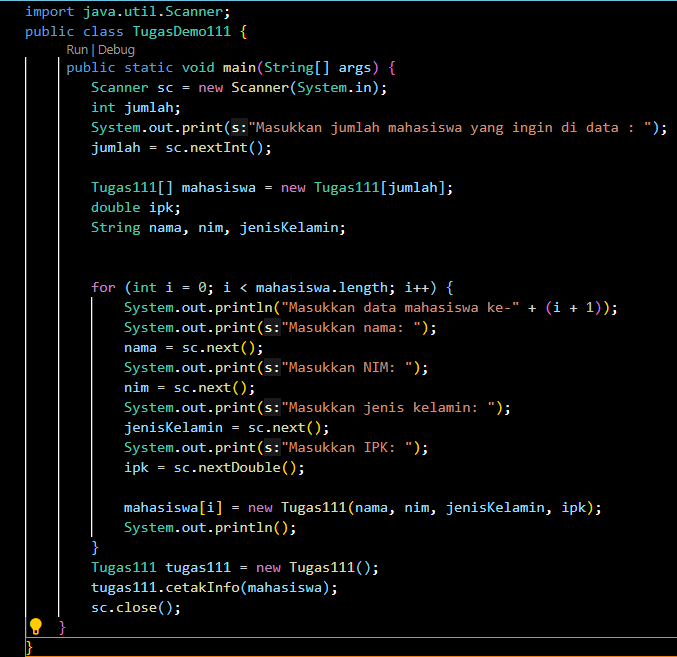 import java.util.Scanner;
public class TugasDemo111 {
Run | Debug
public static void main(String[] args) {
Scanner sc = new Scanner(System.in);
int jumlah;
System.out.print(s:"Masukkan jumlah mahasiswa yang ingin di data : ");
jumlah = sc.nextInt();
Tugas111[] mahasiswa = new Tugas111[jumlah];
double ipk;
String nama, nim, jenisKelamin;
for (int i = 0; i < mahasiswa.length; i++) {
System.out.println("Masukkan data mahasiswa ke-" + (i + 1));
System.out.print(s:"Masukkan nama: ");
nama = sc.next();
System.out.print(s:"Masukkan NIM: ");
nim = sc.next();
System.out.print(s:"Masukkan jenis kelamin: ");
jenisKelamin = sc.next();
System.out.print(s:"Masukkan IPK: ");
ipk = sc.nextDouble();
mahasiswa[i] = new Tugas111(nama, nim, jenisKelamin, ipk);
System.out.println();
}
Tugas111 tugas111 = new Tugas111();
tugas111.cetakInfo(mahasiswa);
sc.close();
}
}